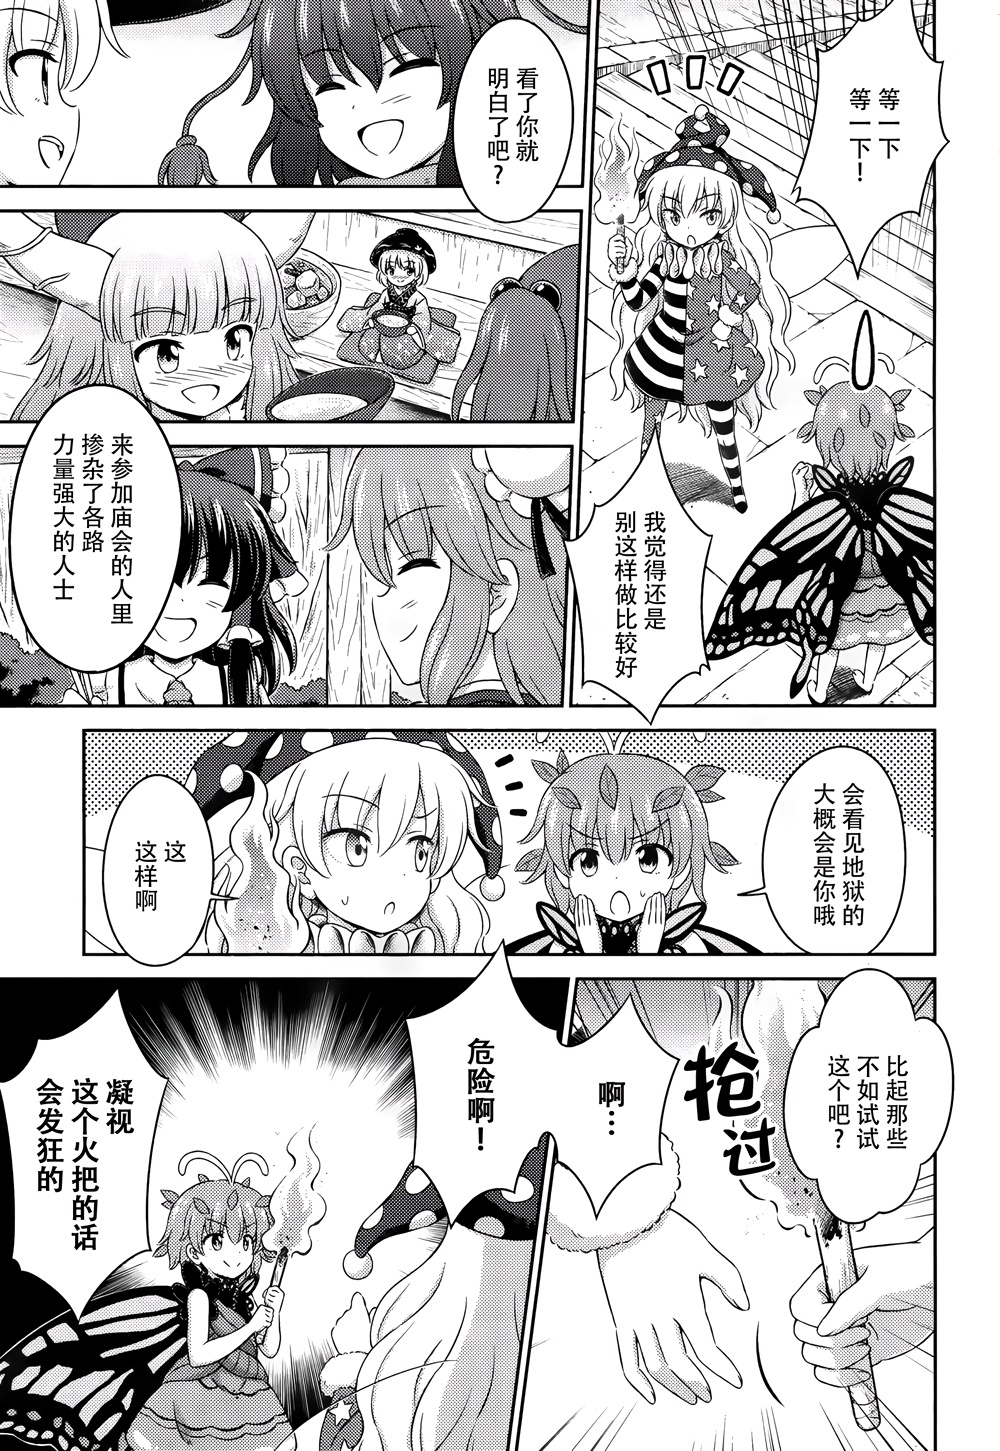 等一下
等一下！
我觉得还是
别这样做比较好
看了你就
明白了吧？
来参加庙会的人里
掺杂了各路
力量强大的人士
会看见地狱的
大概会是你哦
这
这样啊
比起那些
不如试试
这个吧？
抢过
啊…
危险啊！
凝视
这个火把的话
会发狂的